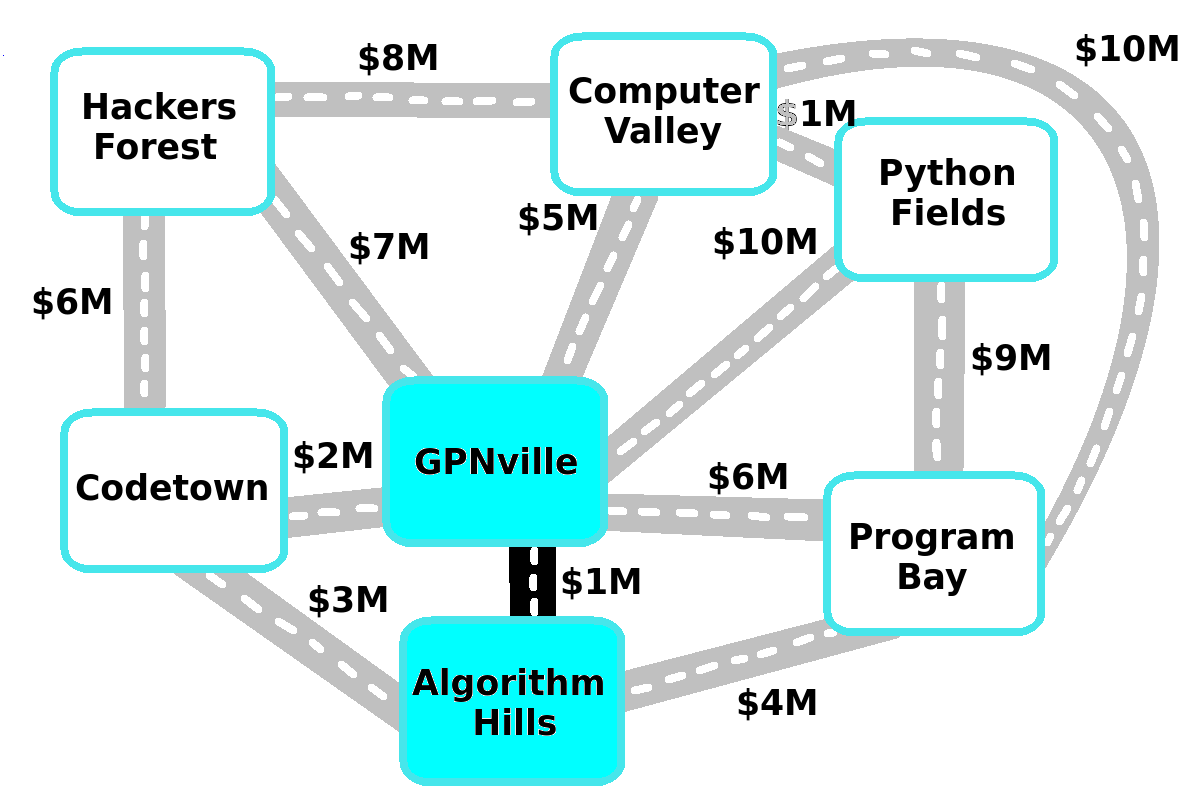 $8M
$10M
Hackers
Forest
Computer
Valley
$1M
Python
Fields
$5M
$10M
$7M
$6M
$9M
$2M
GPNville
$6M
Codetown
Program
Bay
$1M
$3M
Algorithm
Hills
$4M